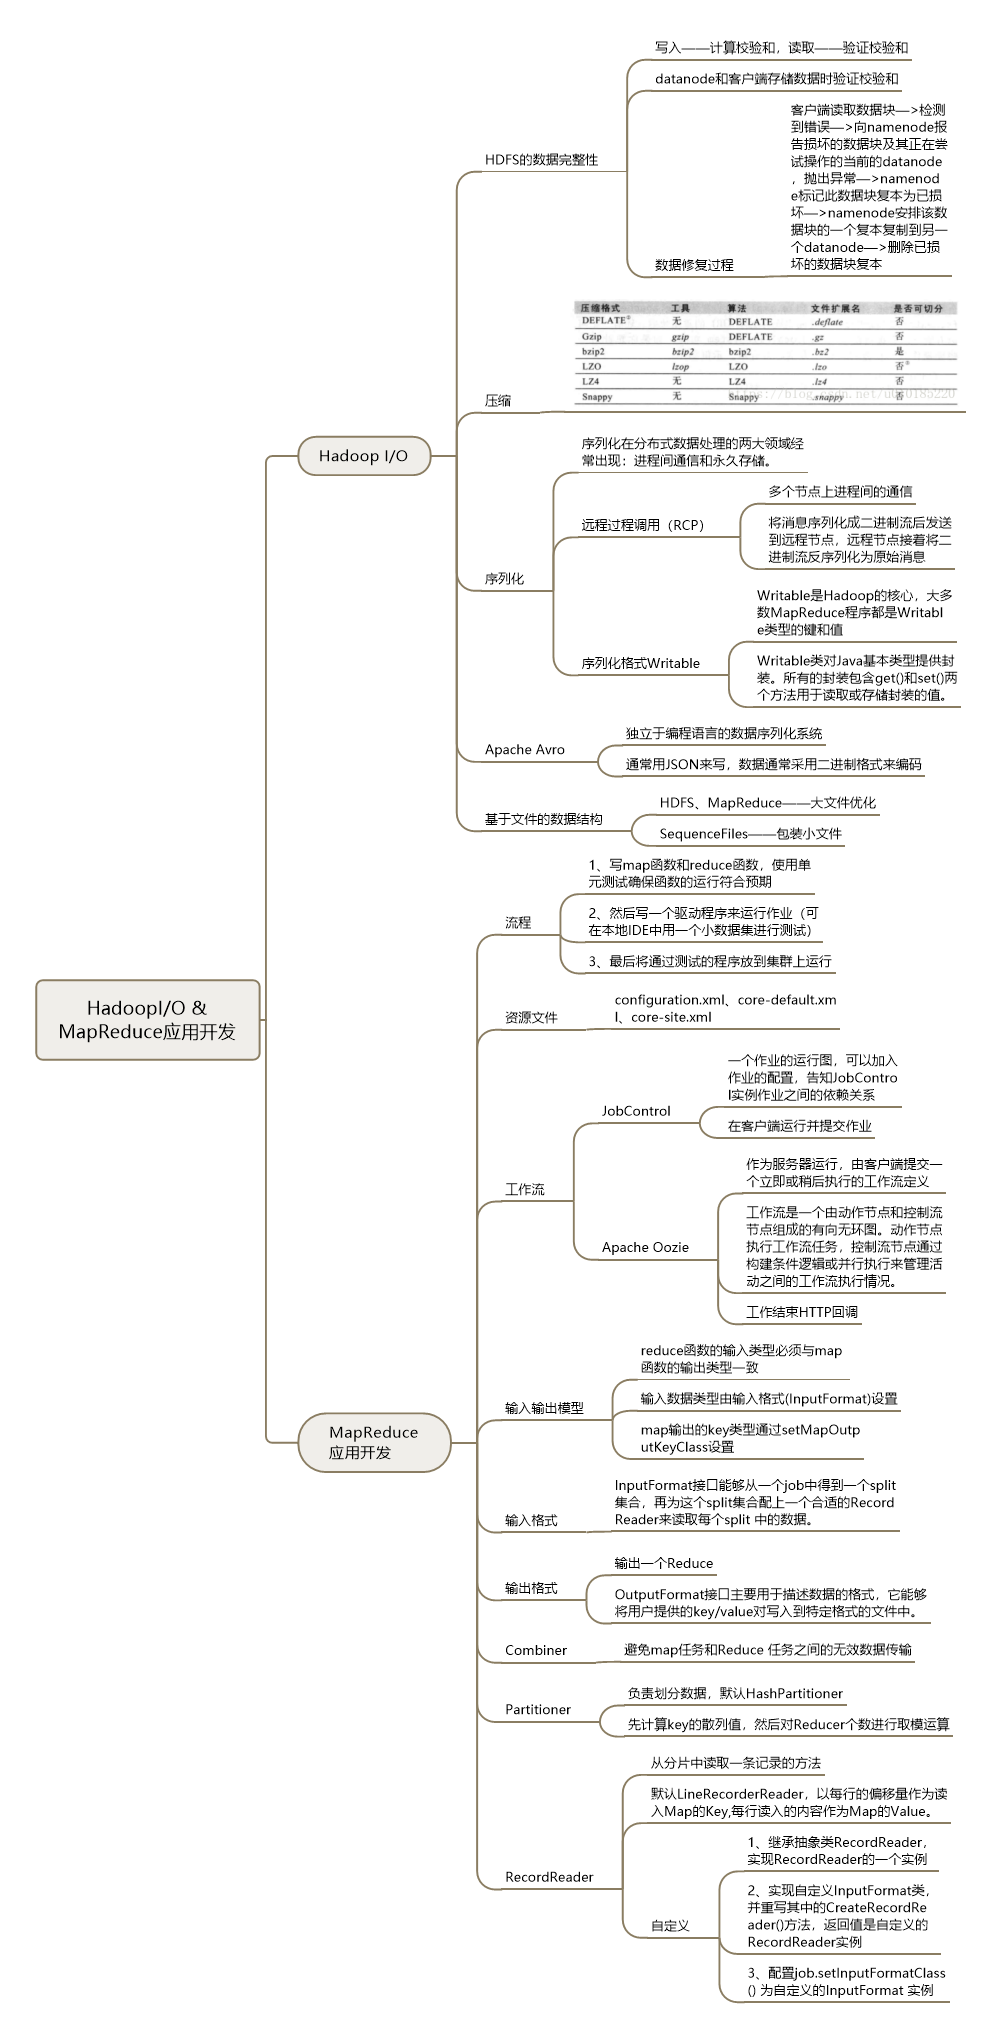 写入——计算校验和，读取——验证校验和
datanode和客户端存储数据时验证校验和
客户端读取数据块—>检测
到错误—>向namenode报
告损坏的数据块及其正在尝
试操作的当前的datanode
，抛出异常—>namenod
e标记此数据块复本为已损
坏—>namenode安排该数
据块的一个复本复制到另一
个datanode—>删除已损
坏的数据块复本
HDFS的数据完整性
数据修复过程
压缩格式 工具 算法 文件扩展名 是否可切分
DEFLATE① 无 DEFLATE .deflate 否
Gzip gzip DEFLATE .gz 否
bzip2 bzip2 bzip2 .bz2 是
LZO lzop LZO .lzo 否②
LZ4 无 LZ4 .lz4 否
Snappy 无 Snappy .snappy 否
压缩
Hadoop I/O
序列化在分布式数据处理的两大领域经
常出现：进程间通信和永久存储。
多个节点上进程间的通信
远程过程调用（RCP）
将消息序列化成二进制流后发送
到远程节点，远程节点接着将二
进制流反序列化为原始消息
序列化
Writable是Hadoop的核心，大多
数MapReduce程序都是Writabl
e类型的键和值
序列化格式Writable
Writable类对Java基本类型提供封
装。所有的封装包含get()和set()两
个方法用于读取或存储封装的值。
Apache Avro
独立于编程语言的数据序列化系统
通常用JSON来写，数据通常采用二进制格式来编码
基于文件的数据结构
HDFS、MapReduce——大文件优化
SequenceFiles——包装小文件
HadoopI/O &
MapReduce应用开发
流程
1、写map函数和reduce函数，使用单
元测试确保函数的运行符合预期
2、然后写一个驱动程序来运行作业（可
在本地IDE中用一个小数据集进行测试）
3、最后将通过测试的程序放到集群上运行
资源文件
configuration.xml、core-default.xm
l、core-site.xml
一个作业的运行图，可以加入
作业的配置，告知JobContro
l实例作业之间的依赖关系
JobControl
在客户端运行并提交作业
工作流
作为服务器运行，由客户端提交一
个立即或稍后执行的工作流定义
工作流是一个由动作节点和控制流
节点组成的有向无环图。动作节点
执行工作流任务，控制流节点通过
构建条件逻辑或并行执行来管理活
动之间的工作流执行情况。
Apache Oozie
工作结束HTTP回调
MapReduce
应用开发
reduce函数的输入类型必须与map
函数的输出类型一致
输入输出模型
输入数据类型由输入格式(InputFormat)设置
map输出的key类型通过setMapOutp
utKeyClass设置
输入格式
InputFormat接口能够从一个job中得到一个split
集合，再为这个split集合配上一个合适的Record
Reader来读取每个split 中的数据。
输出格式
输出一个Reduce
OutputFormat接口主要用于描述数据的格式，它能够
将用户提供的key/value对写入到特定格式的文件中。
Combiner
避免map任务和Reduce 任务之间的无效数据传输
Partitioner
负责划分数据，默认HashPartitioner
先计算key的散列值，然后对Reducer个数进行取模运算
RecordReader
从分片中读取一条记录的方法
默认LineRecorderReader，以每行的偏移量作为读
入Map的Key,每行读入的内容作为Map的Value。
自定义
1、继承抽象类RecordReader，
实现RecordReader的一个实例
2、实现自定义InputFormat类，
并重写其中的CreateRecordRe
ader()方法，返回值是自定义的
RecordReader实例
3、配置job.setInputFormatClass
() 为自定义的InputFormat 实例